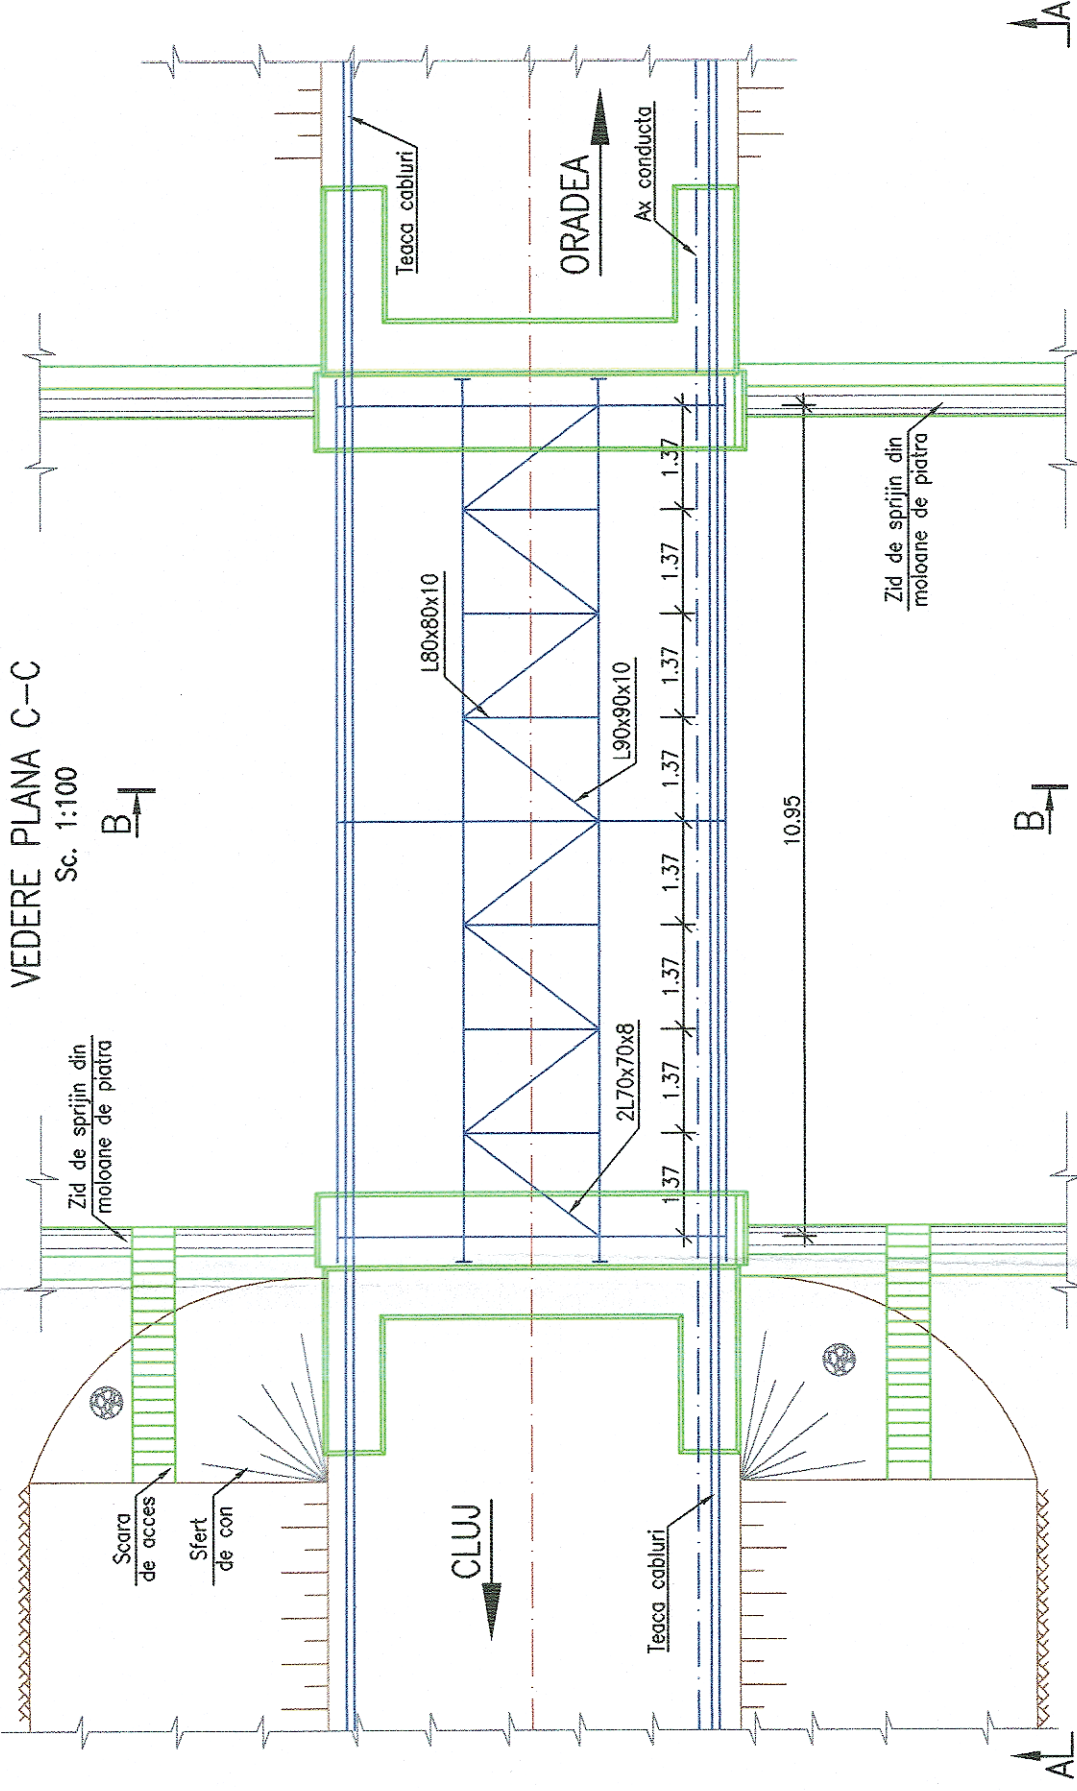 VEDERE PLANA C-C
Sc. 1:100
B
B
A
A
Zid de sprijin din
moloane de piatra
Scara
de acces
Sfert
de con
CLUJ
Teaca cabluri
2L70x70x8
L90x90x10
L80x80x10
1.37
1.37
1.37
1.37
1.37
1.37
1.37
1.37
10.95
Teaca cabluri
ORADEA
Ax conducta
Zid de sprijin din
moloane de piatra